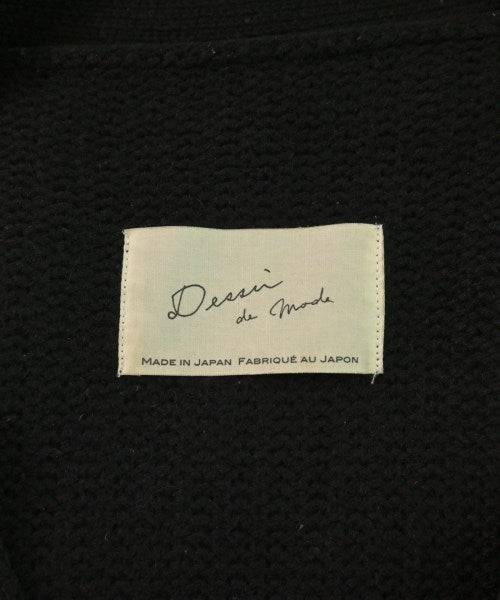 Dessin
de Mode
MADE IN JAPAN FABRIQUÉ AU JAPON